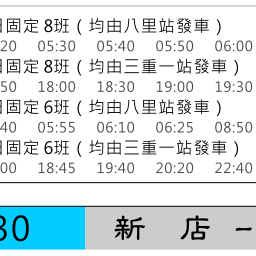 固定 8班 ( 均由八里站發車 )
20 05:30 05:40 05:50 06:00
固定 8班 ( 均由三重一站發車 )
50 18:00 18:30 19:00 19:30
固定 6班 ( 均由八里站發車 )
40 05:55 06:10 06:25 08:50
固定 6班 ( 均由三重一站發車 )
00 18:45 19:40 20:20 22:40
30 新 店 -